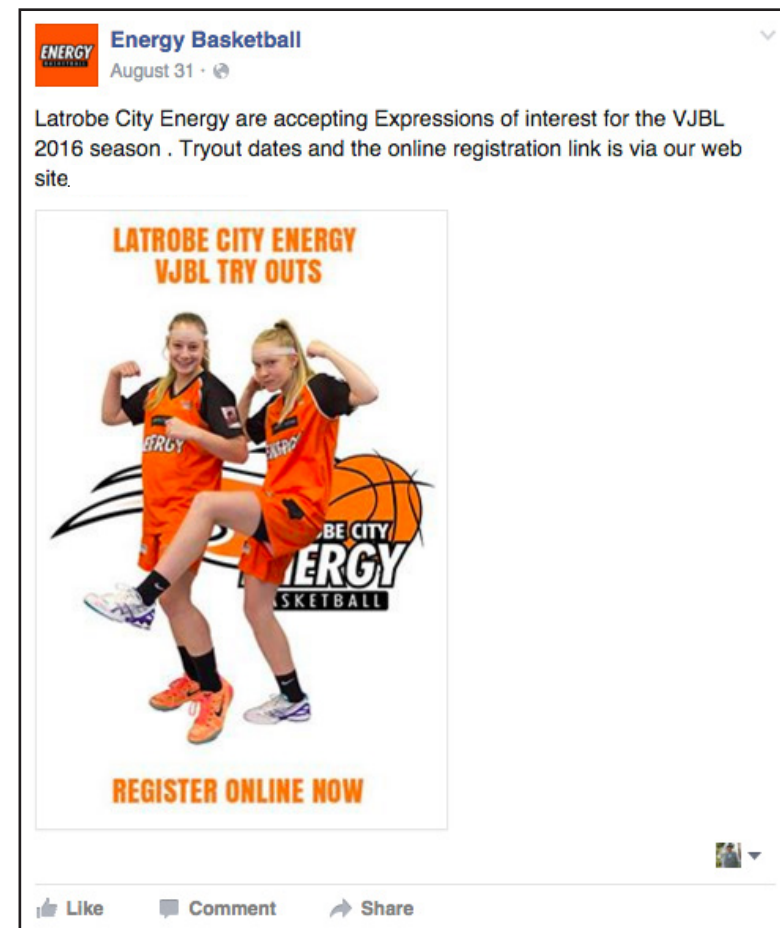 ENERGY
Energy Basketball
August 31 ·
Latrobe City Energy are accepting Expressions of interest for the VJBL
2016 season . Tryout dates and the online registration link is via our web
site.
LATROBE CITY ENERGY
VJBL TRY OUTS
BE CITY
ERGY
SKETBALL
REGISTER ONLINE NOW
Like
Comment
Share